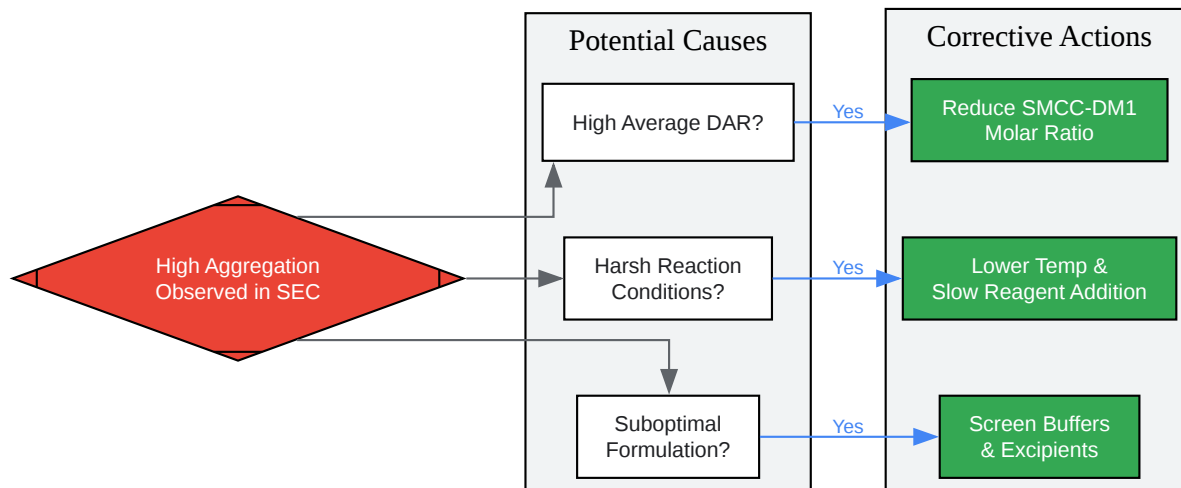 Potential Causes
Corrective Actions
High Average DAR?
Yes
Reduce SMCC-DM1
Molar Ratio
High Aggregation
Observed in SEC
Harsh Reaction
Conditions?
Yes
Lower Temp &
Slow Reagent Addition
Suboptimal
Formulation?
Yes
Screen Buffers
& Excipients